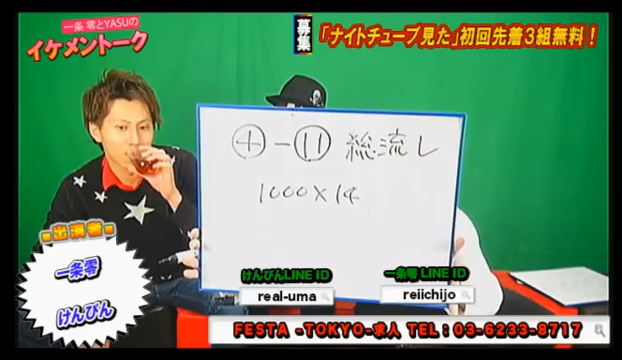 一条 零とYASUの
イケメントーク
募集
「ナイトチューブ見た」初回先着3組無料！
㊉－⑪ 総流し
1000×14
出演者
一条零
けんぴん
けんぴんLINE ID
real-uma
一条零 LINE ID
reiichijo
FESTA -TOKYO-求人 TEL：03-6233-8717